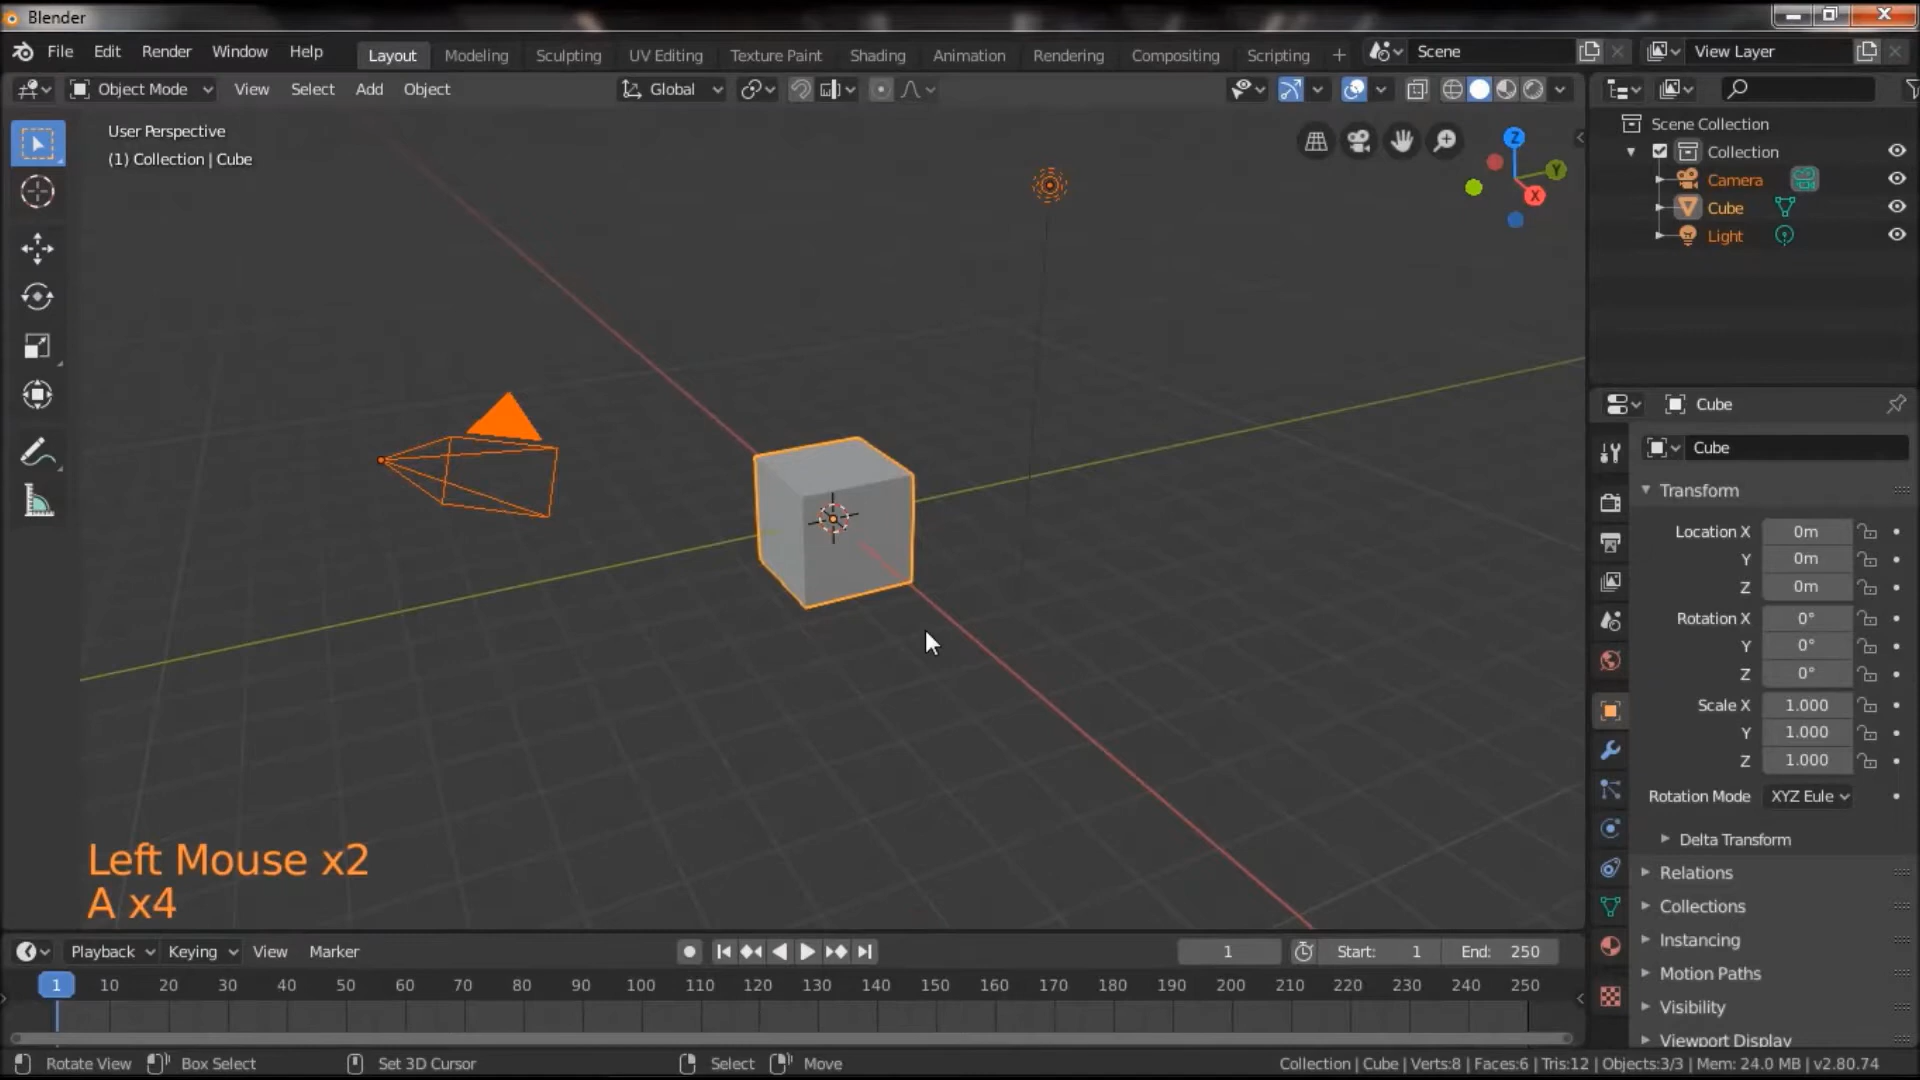 Blender
File Edit Render Window Help Layout Modeling Sculpting UV Editing Texture Paint Shading Animation Rendering Compositing Scripting + Scene View Layer
Object Mode View Select Add Object Global
User Perspective
(1) Collection | Cube
Z
Y
X
Scene Collection
Collection
Camera
Cube
Light
Cube
Cube
Transform
Location X 0m
Y 0m
Z 0m
Rotation X 0°
Y 0°
Z 0°
Scale X 1.000
Y 1.000
Z 1.000
Rotation Mode XYZ Eule
Delta Transform
Relations
Collections
Instancing
Motion Paths
Visibility
Viewport Display
Left Mouse x2
A x4
Playback Keying View Marker 1 Start: 1 End: 250
1 10 20 30 40 50 60 70 80 90 100 110 120 130 140 150 160 170 180 190 200 210 220 230 240 250
Rotate View Box Select Set 3D Cursor Select Move Collection | Cube | Verts:8 | Faces:6 | Tris:12 | Objects:3/3 | Mem: 24.0 MB | v2.80.74